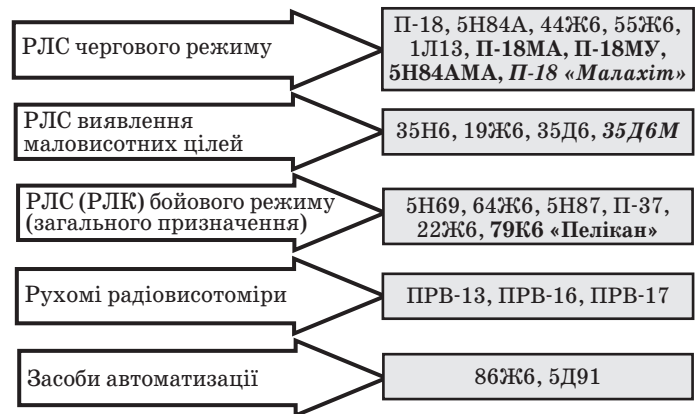 РЛС чергового режиму
П-18, 5Н84А, 44Ж6, 55Ж6,
1Л13, П-18МА, П-18МУ,
5Н84АМА, П-18 «Малахіт»
РЛС виявлення
маловисотних цілей
35Н6, 19Ж6, 35Д6, 35Д6М
РЛС (РЛК) бойового режиму
(загального призначення)
5Н69, 64Ж6, 5Н87, П-37,
22Ж6, 79К6 «Пелікан»
Рухомі радіовисотоміри
ПРВ-13, ПРВ-16, ПРВ-17
Засоби автоматизації
86Ж6, 5Д91